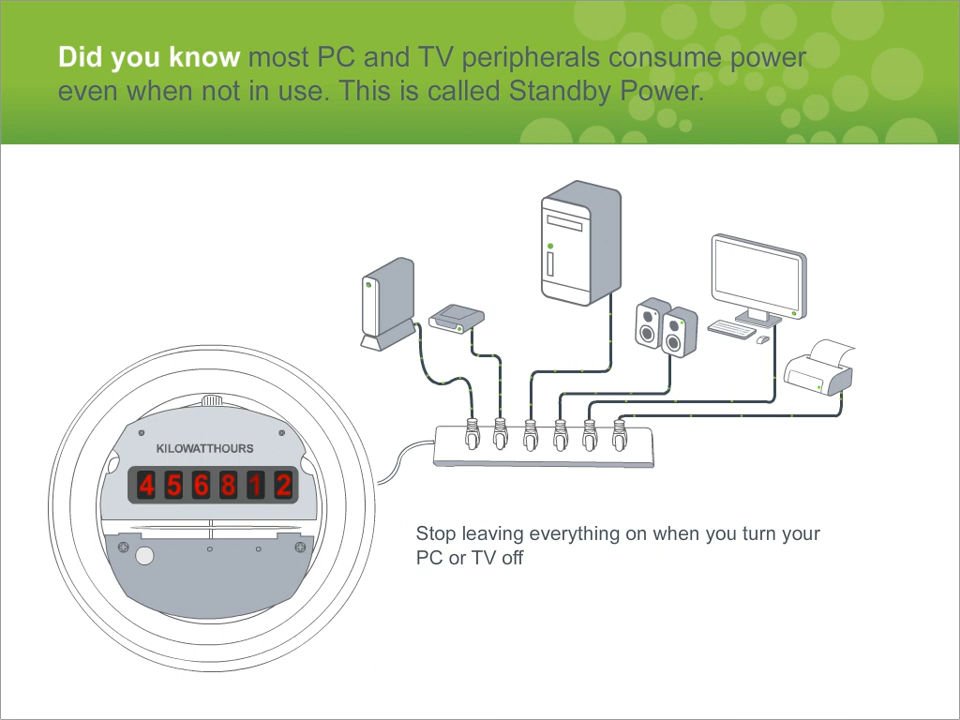 Did you know most PC and TV peripherals consume power
even when not in use. This is called Standby Power.
KILOWATTHOURS
456812
Stop leaving everything on when you turn your
PC or TV off